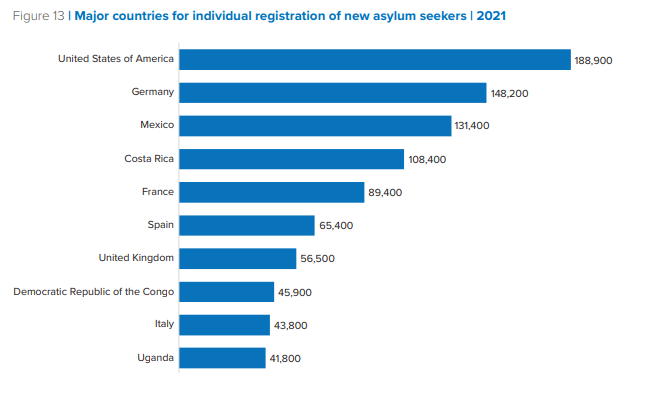 Figure 13 | Major countries for individual registration of new asylum seekers | 2021
United States of America 188,900
Germany 148,200
Mexico 131,400
Costa Rica 108,400
France 89,400
Spain 65,400
United Kingdom 56,500
Democratic Republic of the Congo 45,900
Italy 43,800
Uganda 41,800